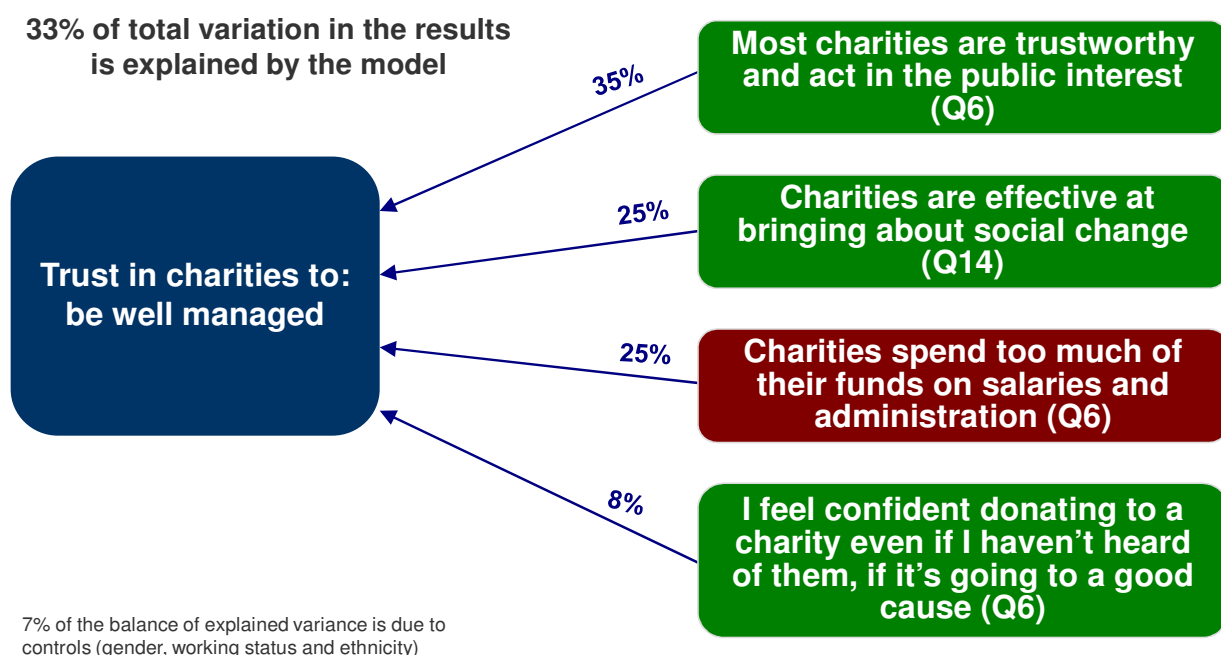 33% of total variation in the results
is explained by the model
35%
Most charities are trustworthy
and act in the public interest
(Q6)
25%
Charities are effective at
bringing about social change
(Q14)
Trust in charities to:
be well managed
25%
Charities spend too much of
their funds on salaries and
administration (Q6)
8%
I feel confident donating to a
charity even if I haven’t heard
of them, if it’s going to a good
cause (Q6)
7% of the balance of explained variance is due to
controls (gender, working status and ethnicity)